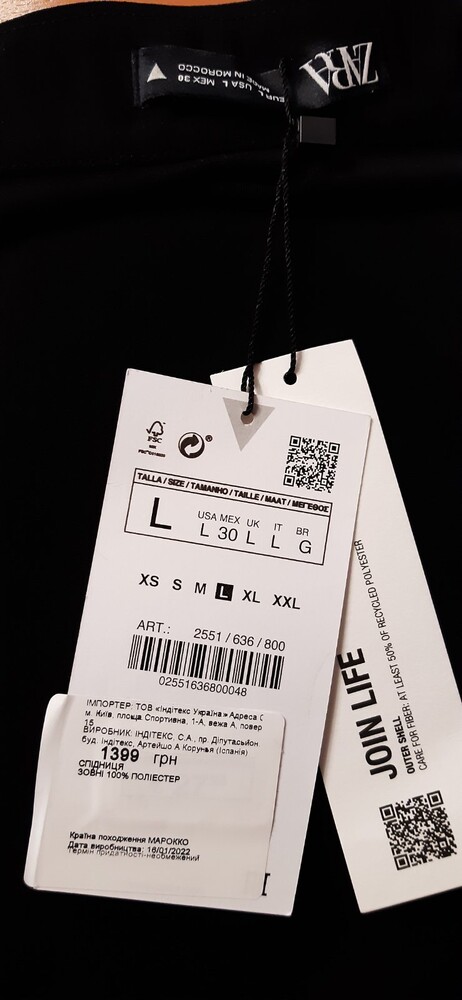 ZARA
EUR L USA L MEX 30
MADE IN MOROCCO
FSC
TALLA / SIZE / TAMANHO / TAILLE / MAAT / ΜΕΓΕΘΟΣ
L
USA MEX UK IT BR
L 30 L L G
XS S M L XL XXL
ART.: 2551 / 636 / 800
02551636800048
ІМПОРТЕР: ТОВ «Індітекс Україна» Адреса
м. Київ, площа Спортивна, 1-А, вежа А, повер
15
ВИРОБНИК: ІНДІТЕКС, С.А., пр. Діпутасьйон
буд. Індітекс, Артейшо А Корунья (Іспанія)
1399 грн
СПІДНИЦЯ
ЗОВНІ 100% ПОЛІЕСТЕР
Країна походження МАРОККО
Дата виробництва: 16/01/2022
Термін придатності-необмежений
JOIN LIFE
OUTER SHELL
CARE FOR FIBER: AT LEAST 50% OF RECYCLED POLYESTER